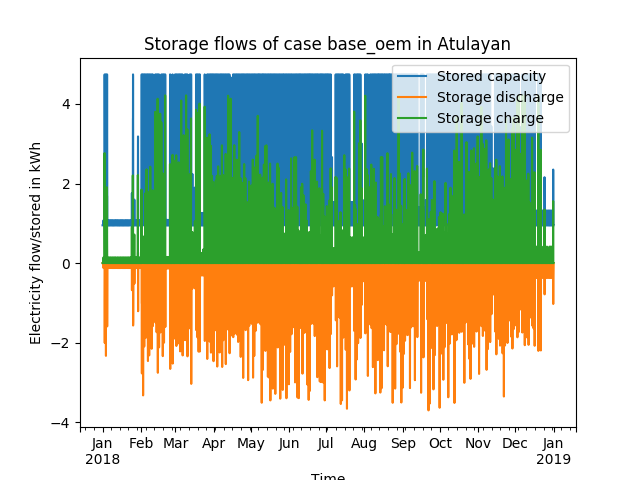 Storage flows of case base_oem in Atulayan
Stored capacity
Storage discharge
Storage charge
Electricity flow/stored in kWh
4
2
0
−2
−4
Jan Feb Mar Apr May Jun Jul Aug Sep Oct Nov Dec Jan
2018 2019
Time